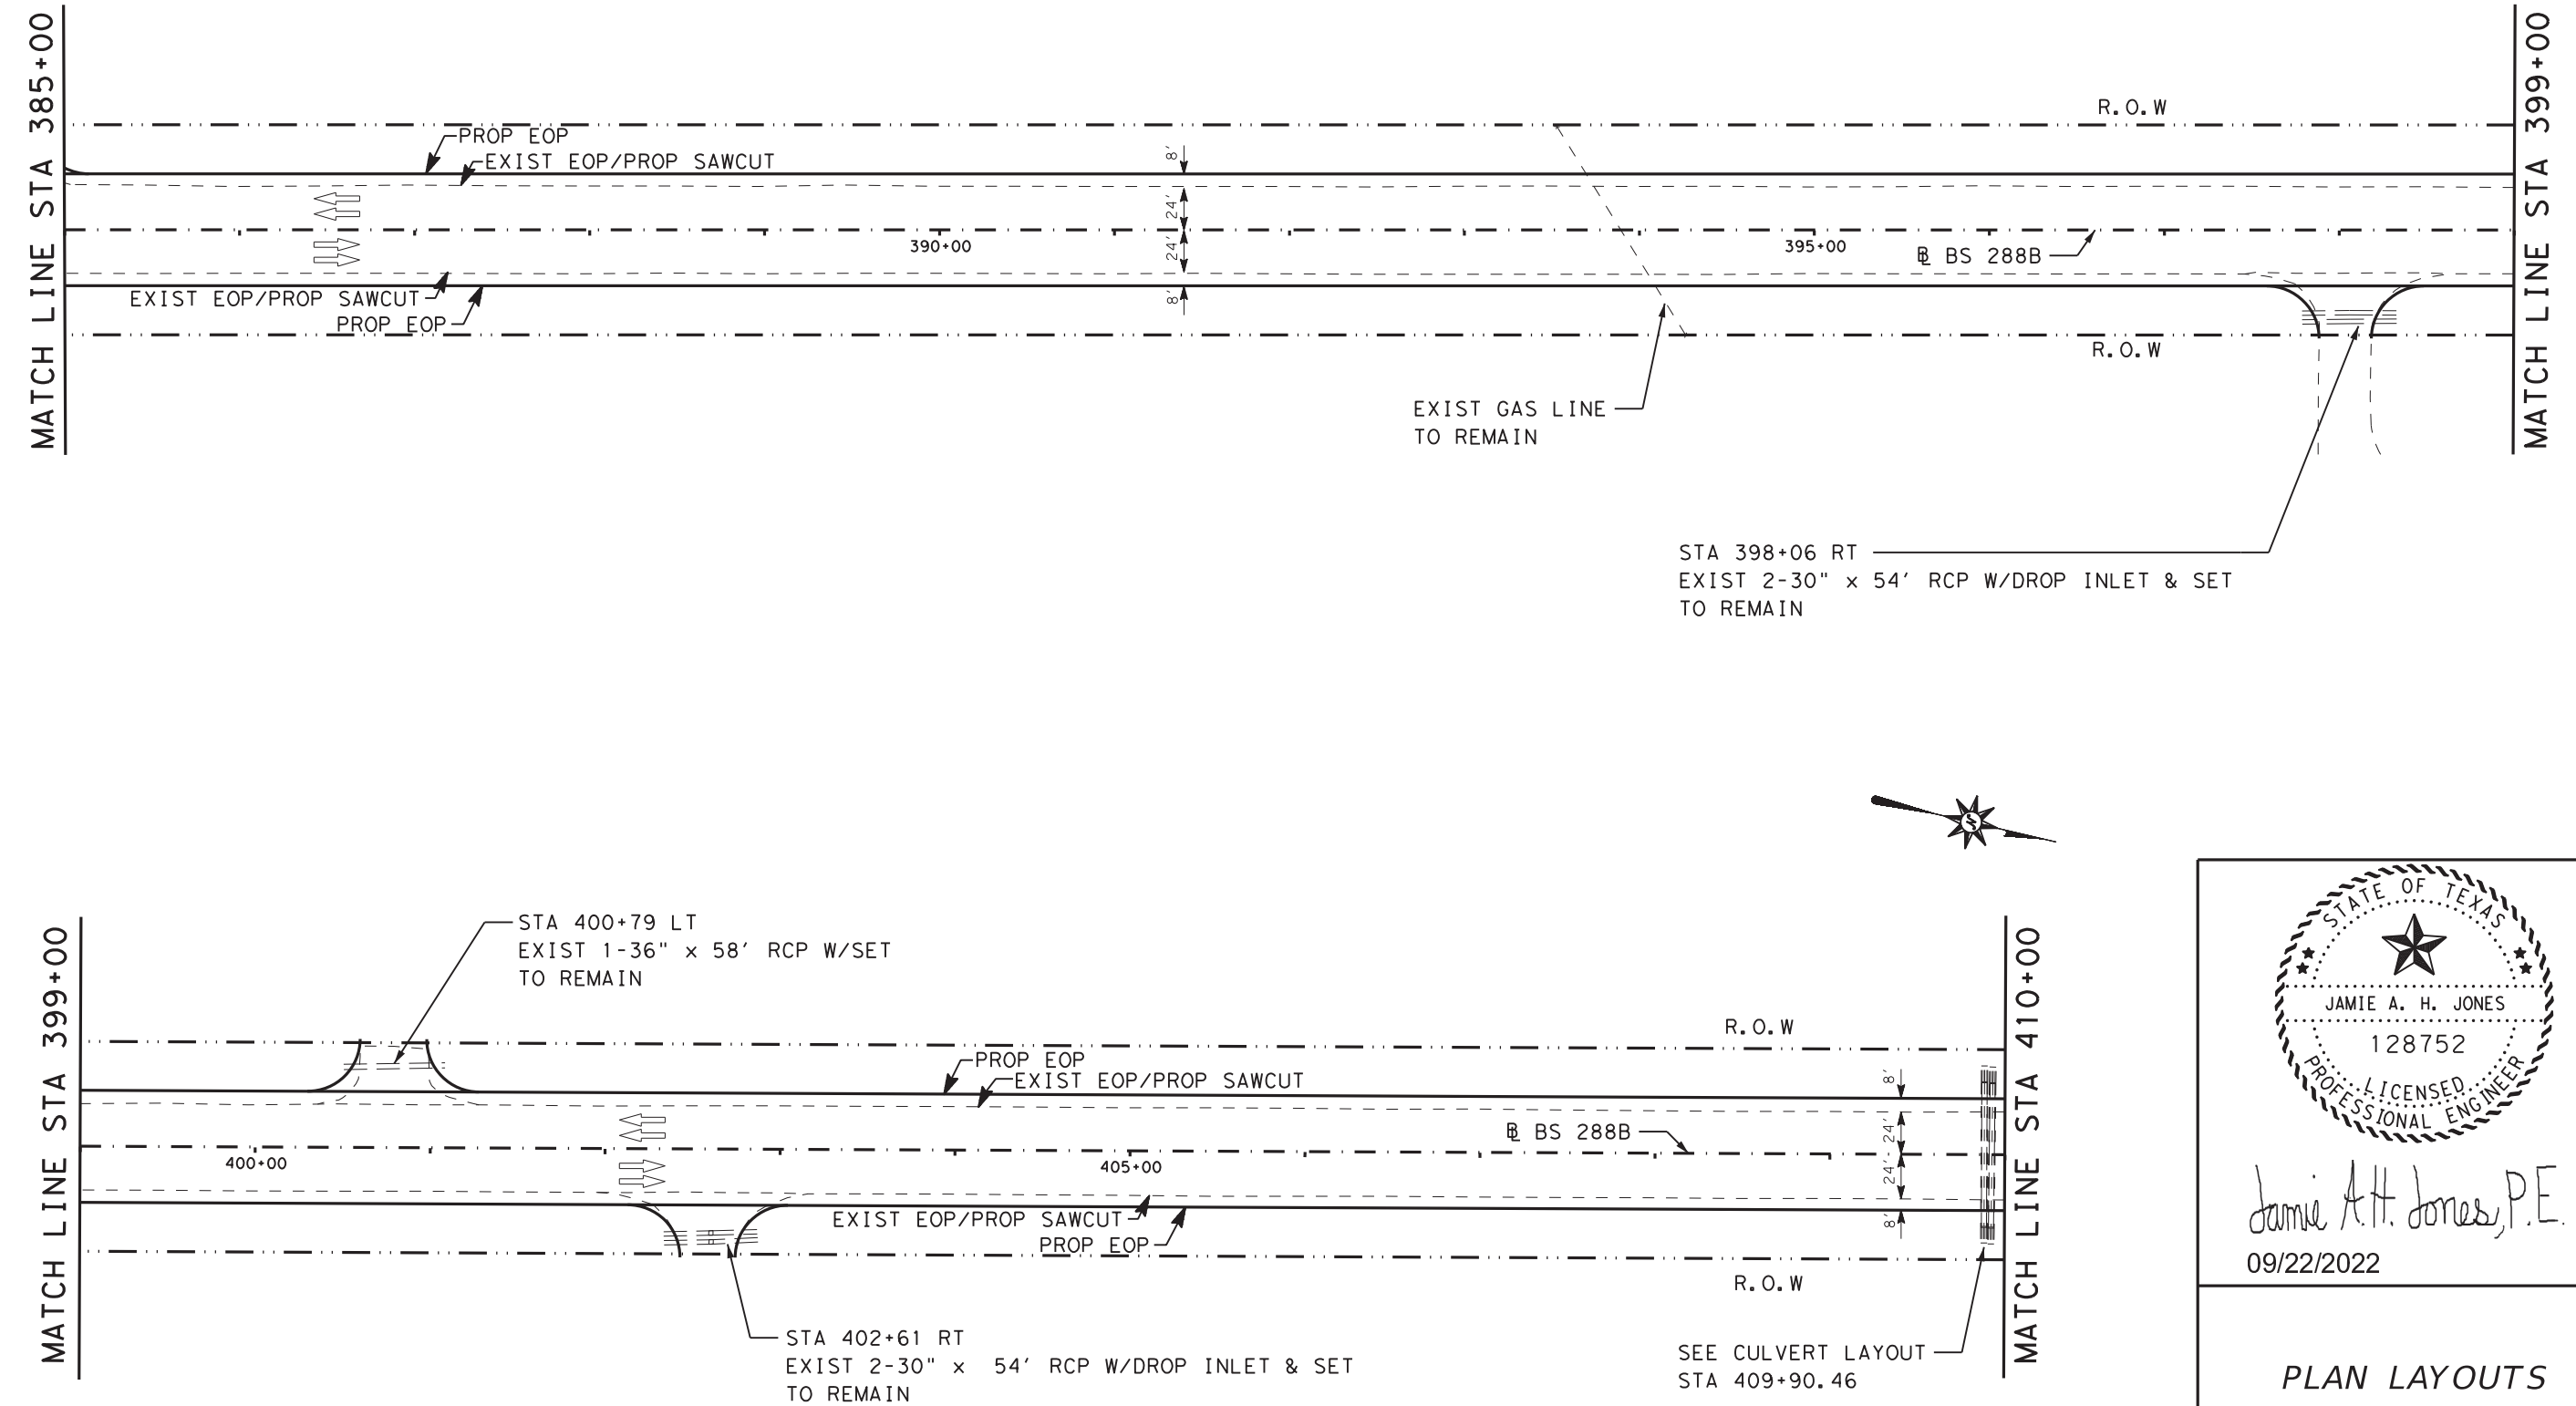 MATCH LINE STA 385+00
MATCH LINE STA 399+00
R.O.W
PROP EOP
EXIST EOP/PROP SAWCUT
8'
24'
24'
8'
390+00
395+00
BL BS 288B
EXIST EOP/PROP SAWCUT
PROP EOP
R.O.W
EXIST GAS LINE
TO REMAIN
STA 398+06 RT
EXIST 2-30" x 54' RCP W/DROP INLET & SET
TO REMAIN
N
MATCH LINE STA 399+00
MATCH LINE STA 410+00
STA 400+79 LT
EXIST 1-36" x 58' RCP W/SET
TO REMAIN
R.O.W
PROP EOP
EXIST EOP/PROP SAWCUT
8'
24'
24'
8'
BL BS 288B
400+00
405+00
EXIST EOP/PROP SAWCUT
PROP EOP
R.O.W
STA 402+61 RT
EXIST 2-30" x 54' RCP W/DROP INLET & SET
TO REMAIN
SEE CULVERT LAYOUT
STA 409+90.46
STATE OF TEXAS
JAMIE A. H. JONES
128752
LICENSED
PROFESSIONAL ENGINEER
Jamie A.H. Jones, P.E.
09/22/2022
PLAN LAYOUTS